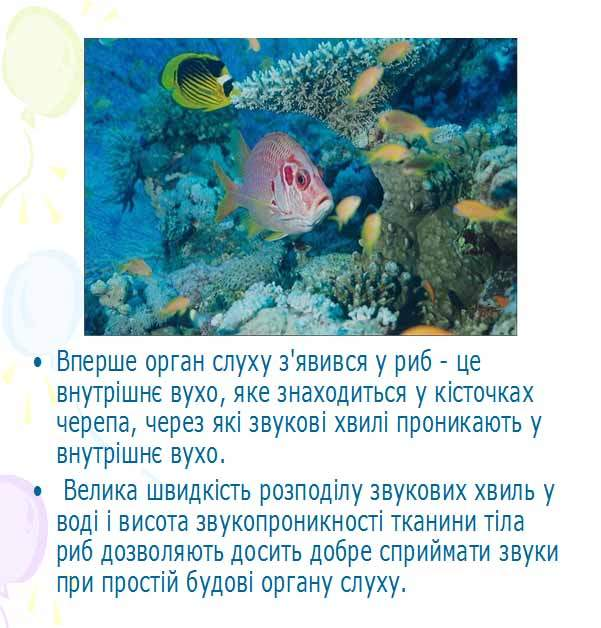 • Вперше орган слуху з'явився у риб - це
внутрішнє вухо, яке знаходиться у кісточках
черепа, через які звукові хвилі проникають у
внутрішнє вухо.
• Велика швидкість розподілу звукових хвиль у
воді і висота звукопроникності тканини тіла
риб дозволяють досить добре сприймати звуки
при простій будові органу слуху.